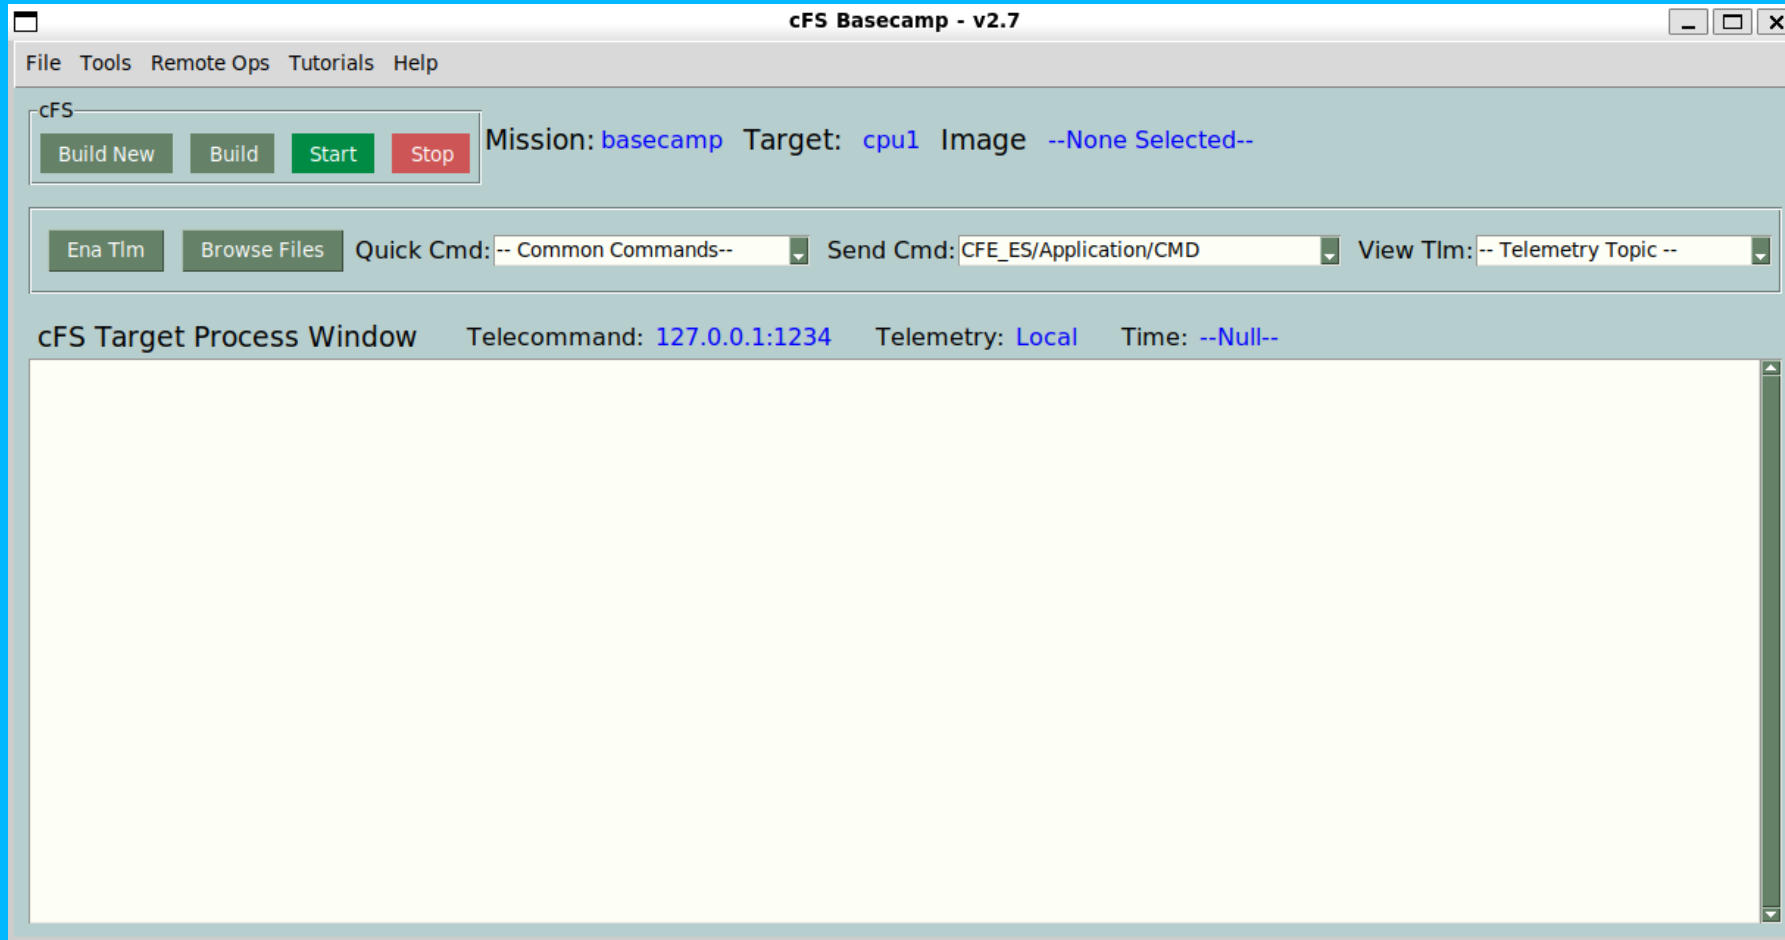 cFS Basecamp - v2.7
File Tools Remote Ops Tutorials Help
cFS
Build New Build Start Stop Mission: basecamp Target: cpu1 Image --None Selected--
Ena Tlm Browse Files Quick Cmd: -- Common Commands-- Send Cmd: CFE_ES/Application/CMD View Tlm: -- Telemetry Topic --
cFS Target Process Window Telecommand: 127.0.0.1:1234 Telemetry: Local Time: --Null--